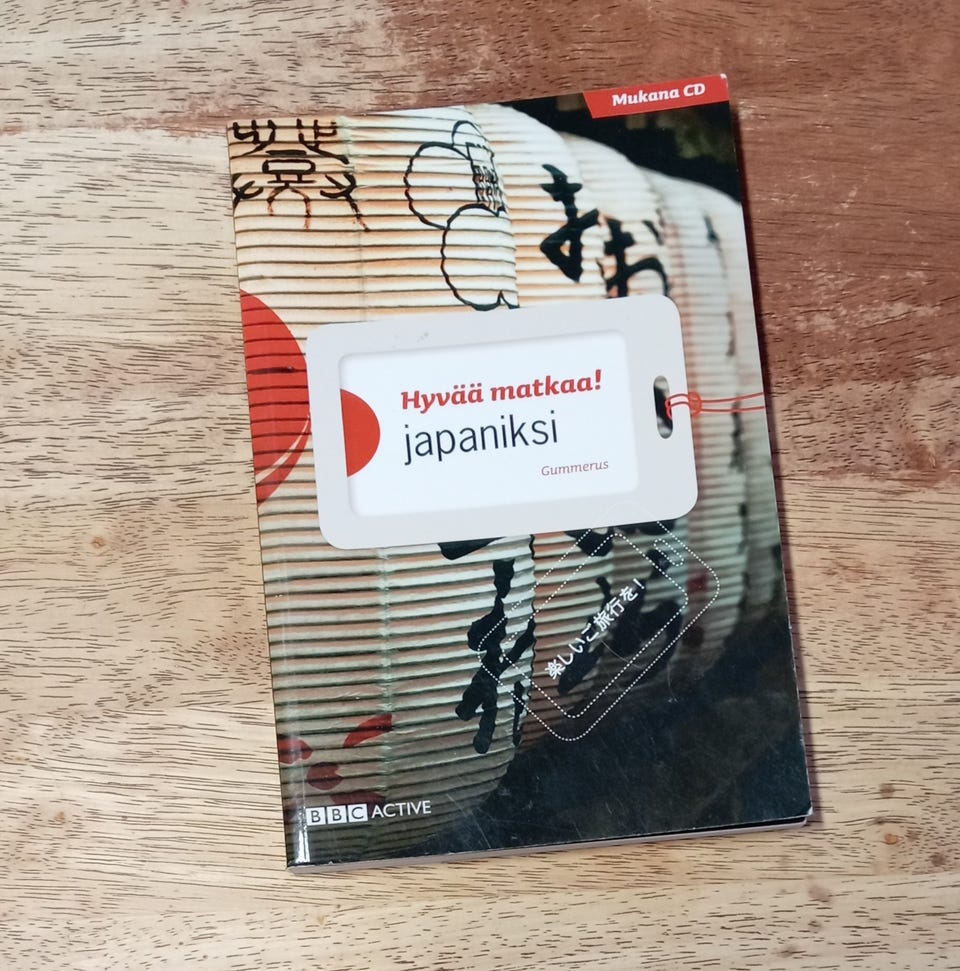 Mukana CD
Hyvää matkaa!
japaniksi
Gummerus
楽しいご旅行を!
BBC ACTIVE